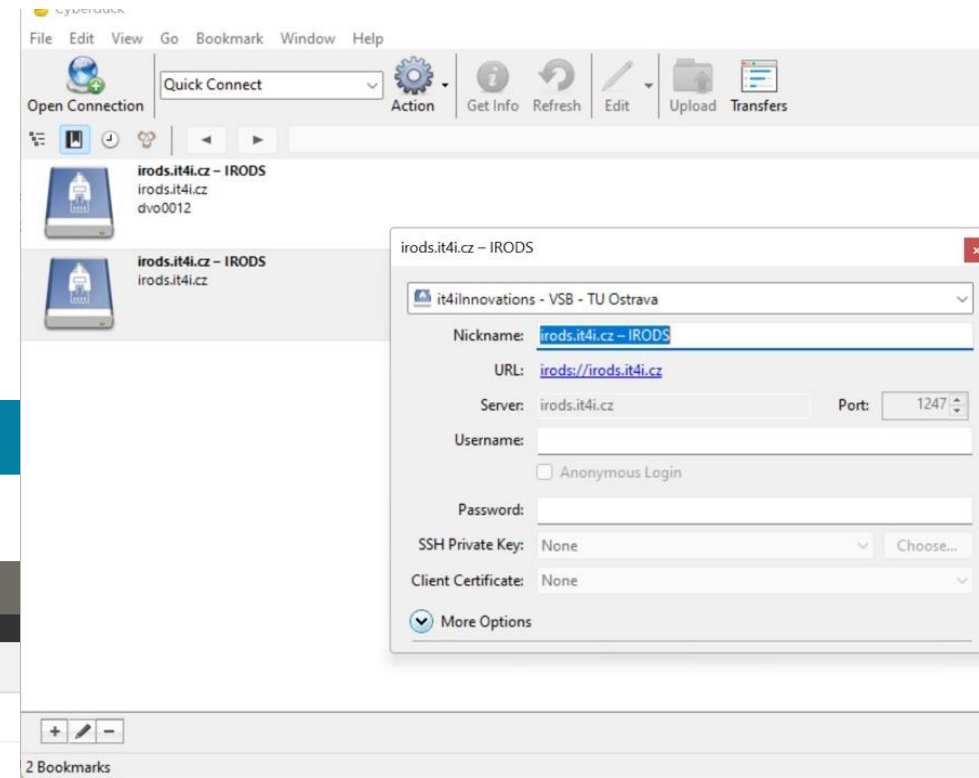 Cyberduck
File Edit View Go Bookmark Window Help
Quick Connect
Open Connection Action Get Info Refresh Edit Upload Transfers
irods.it4i.cz – IRODS
irods.it4i.cz
dvo0012
irods.it4i.cz – IRODS
irods.it4i.cz
irods.it4i.cz – IRODS
it4iInnovations - VSB - TU Ostrava
Nickname: irods.it4i.cz – IRODS
URL: irods://irods.it4i.cz
Server: irods.it4i.cz Port: 1247
Username:
Anonymous Login
Password:
SSH Private Key: None Choose...
Client Certificate: None
More Options
2 Bookmarks